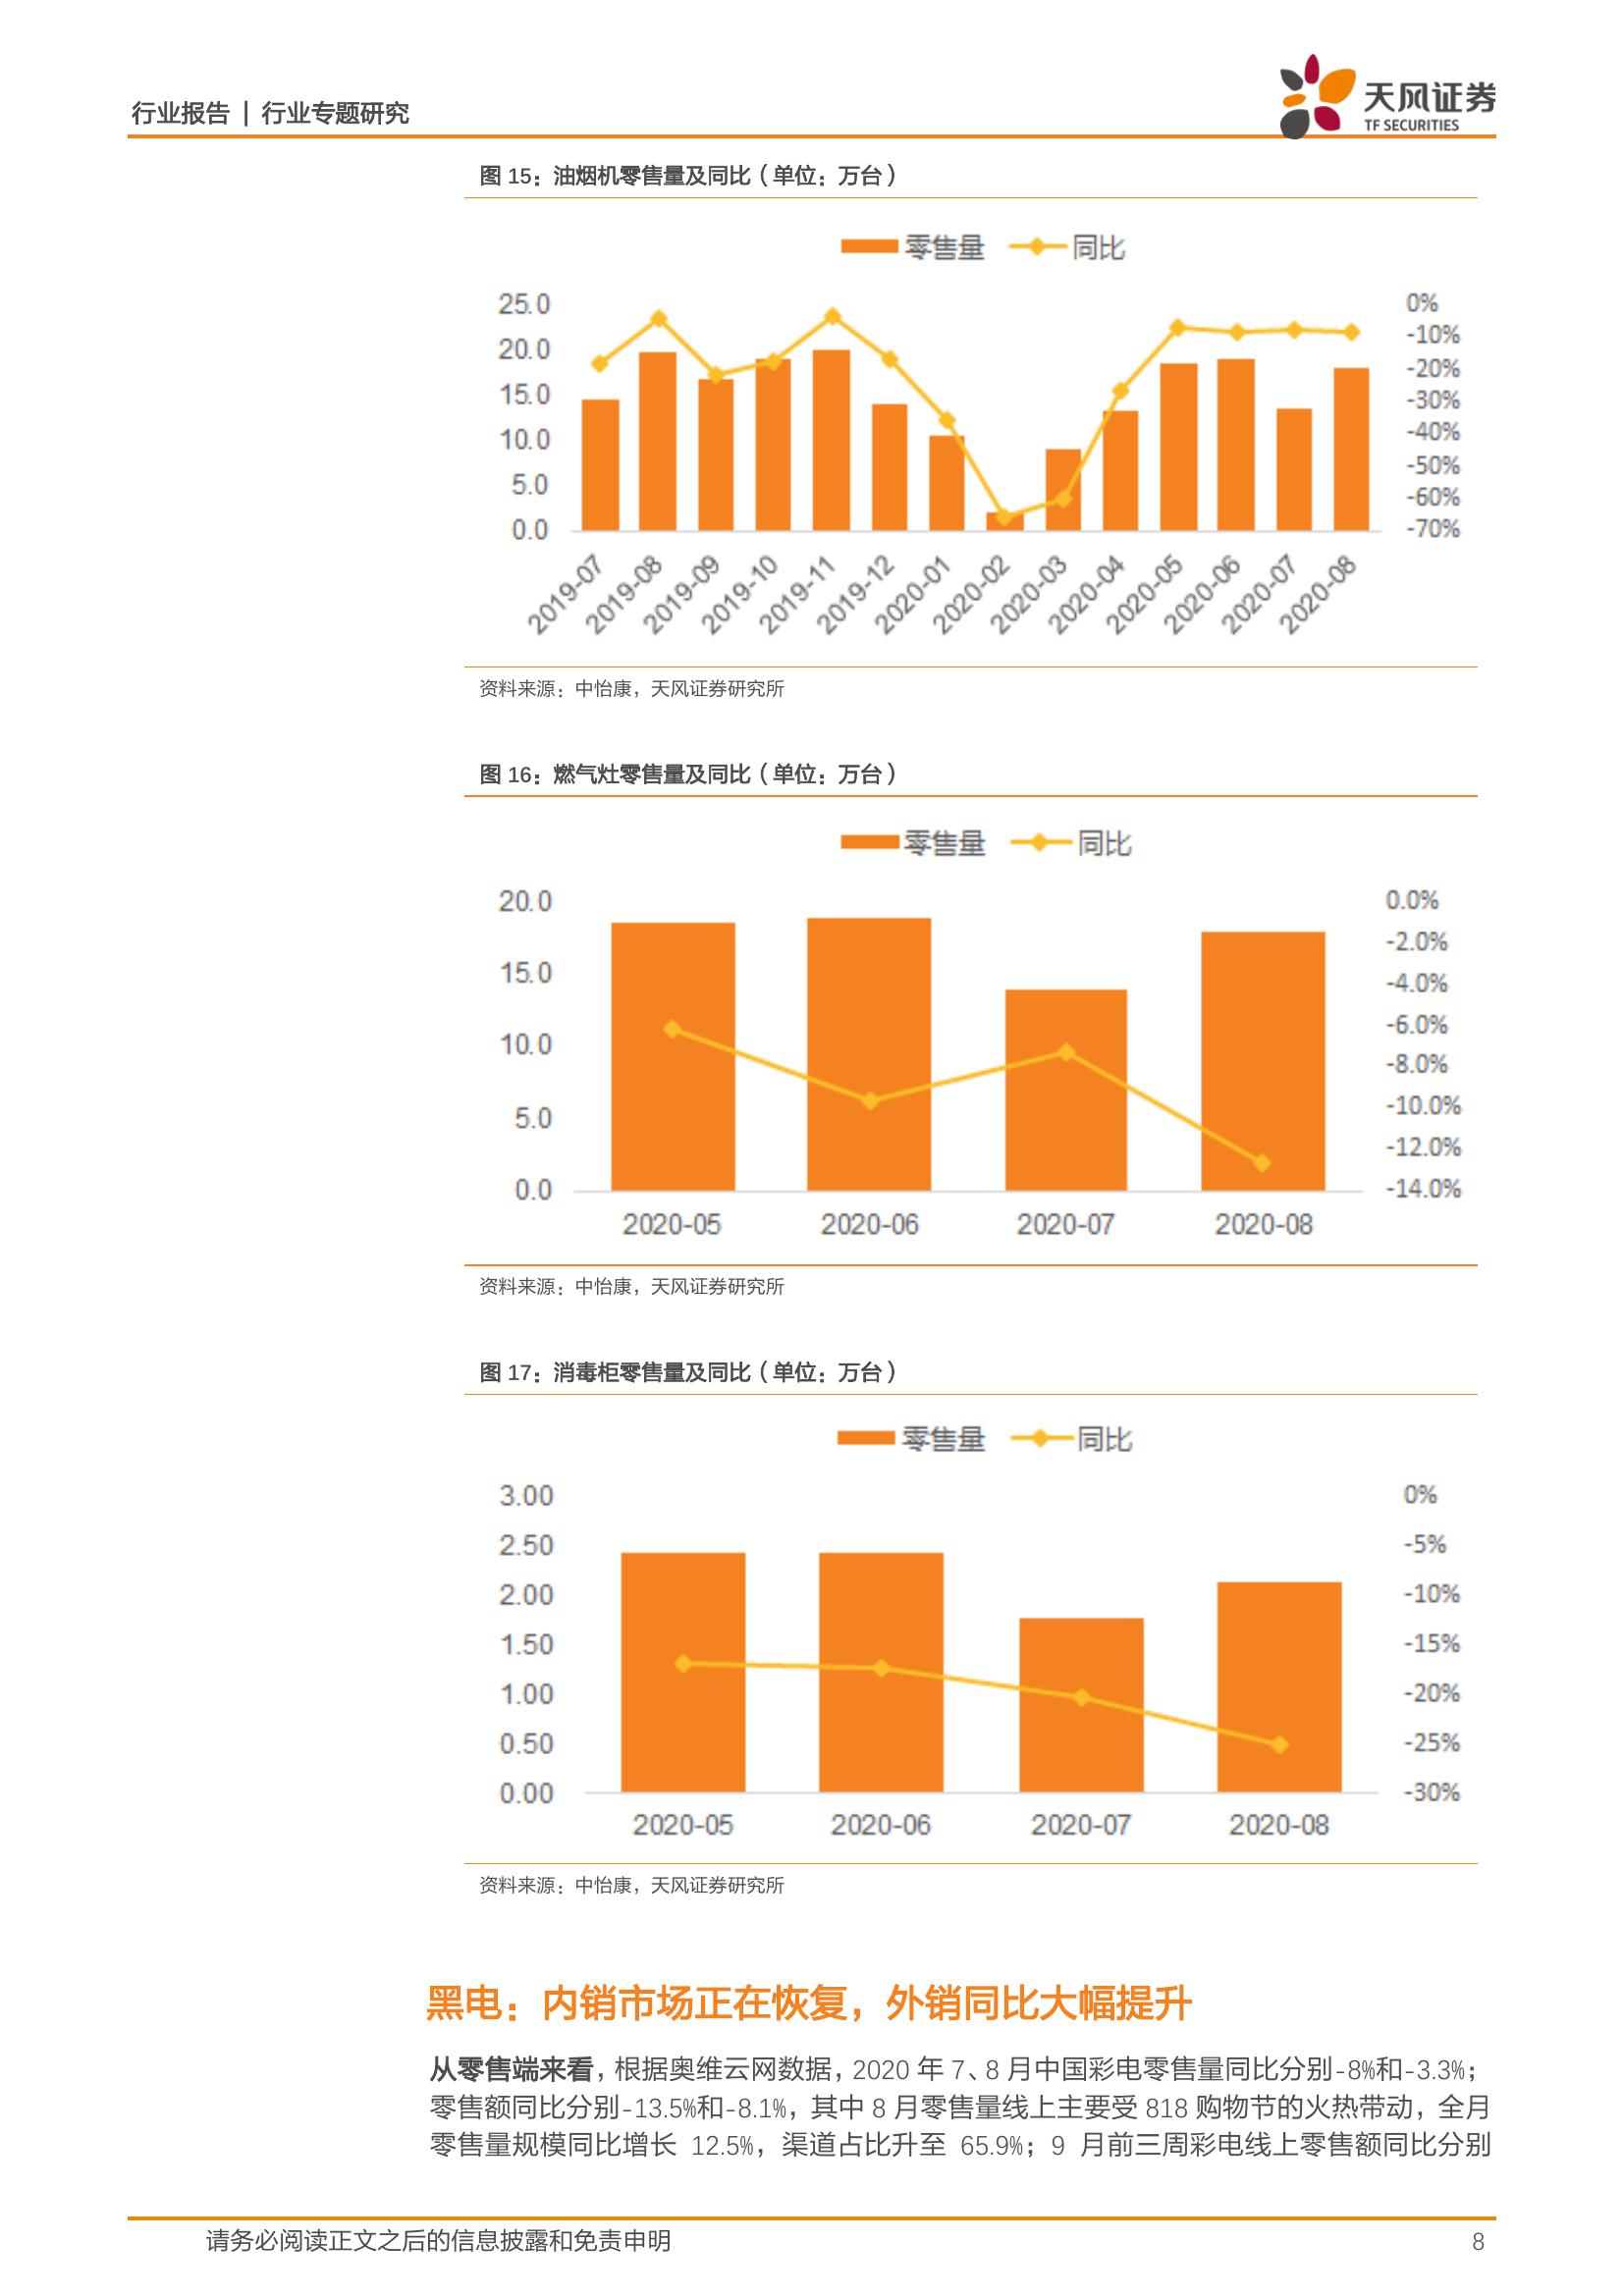 行业报告 | 行业专题研究
天风证券
TF SECURITIES
图 15：油烟机零售量及同比（单位：万台）
零售量 同比
25.0 0%
20.0 -10%
15.0 -20%
10.0 -30%
5.0 -40%
0.0 -50%
-60%
-70%
2019-07 2019-08 2019-09 2019-10 2019-11 2019-12 2020-01 2020-02 2020-03 2020-04 2020-05 2020-06 2020-07 2020-08
资料来源：中怡康，天风证券研究所
图 16：燃气灶零售量及同比（单位：万台）
零售量 同比
20.0 0.0%
15.0 -2.0%
10.0 -4.0%
5.0 -6.0%
0.0 -8.0%
-10.0%
-12.0%
-14.0%
2020-05 2020-06 2020-07 2020-08
资料来源：中怡康，天风证券研究所
图 17：消毒柜零售量及同比（单位：万台）
零售量 同比
3.00 0%
2.50 -5%
2.00 -10%
1.50 -15%
1.00 -20%
0.50 -25%
0.00 -30%
2020-05 2020-06 2020-07 2020-08
资料来源：中怡康，天风证券研究所
黑电：内销市场正在恢复，外销同比大幅提升
从零售端来看，根据奥维云网数据，2020 年 7、8 月中国彩电零售量同比分别-8%和-3.3%；
零售额同比分别-13.5%和-8.1%，其中 8 月零售量线上主要受 818 购物节的火热带动，全月
零售量规模同比增长 12.5%，渠道占比升至 65.9%；9 月前三周彩电线上零售额同比分别
请务必阅读正文之后的信息披露和免责申明 8